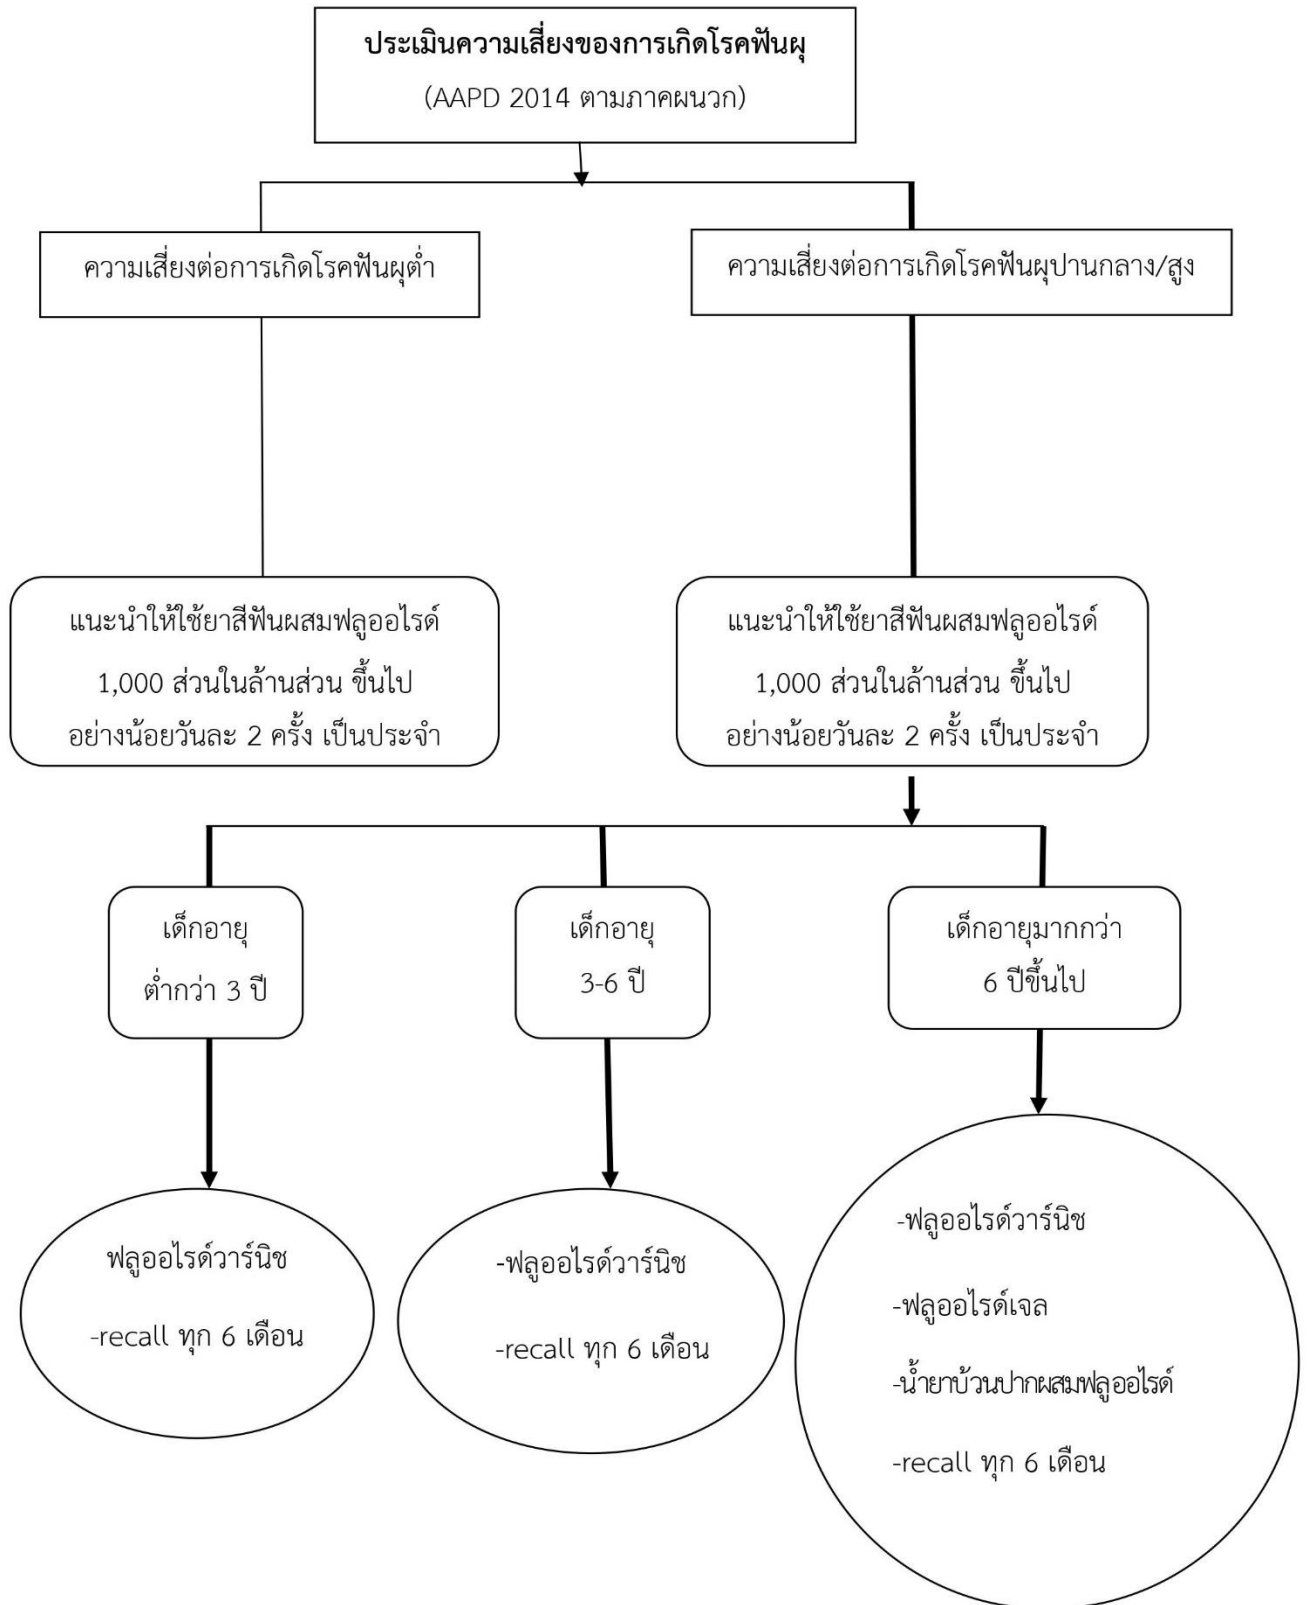 ประเมินความเสี่ยงของการเกิดโรคฟันผุ
(AAPD 2014 ตามภาคผนวก)
ความเสี่ยงต่อการเกิดโรคฟันผุต่ำ
ความเสี่ยงต่อการเกิดโรคฟันผุปานกลาง/สูง
แนะนำให้ใช้ยาสีฟันผสมฟลูออไรด์
1,000 ส่วนในล้านส่วน ขึ้นไป
อย่างน้อยวันละ 2 ครั้ง เป็นประจำ
แนะนำให้ใช้ยาสีฟันผสมฟลูออไรด์
1,000 ส่วนในล้านส่วน ขึ้นไป
อย่างน้อยวันละ 2 ครั้ง เป็นประจำ
เด็กอายุ
ต่ำกว่า 3 ปี
เด็กอายุ
3-6 ปี
เด็กอายุมากกว่า
6 ปีขึ้นไป
ฟลูออไรด์วาร์นิช
-recall ทุก 6 เดือน
-ฟลูออไรด์วาร์นิช
-recall ทุก 6 เดือน
-ฟลูออไรด์วาร์นิช
-ฟลูออไรด์เจล
-น้ำยาบ้วนปากผสมฟลูออไรด์
-recall ทุก 6 เดือน